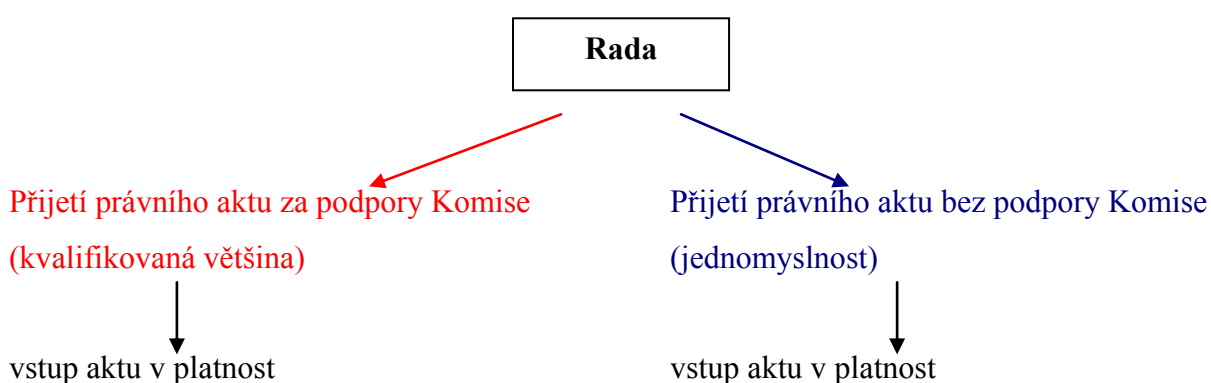 Rada
Přijetí právního aktu za podpory Komise
(kvalifikovaná většina)
vstup aktu v platnost
Přijetí právního aktu bez podpory Komise
(jednomyslnost)
vstup aktu v platnost